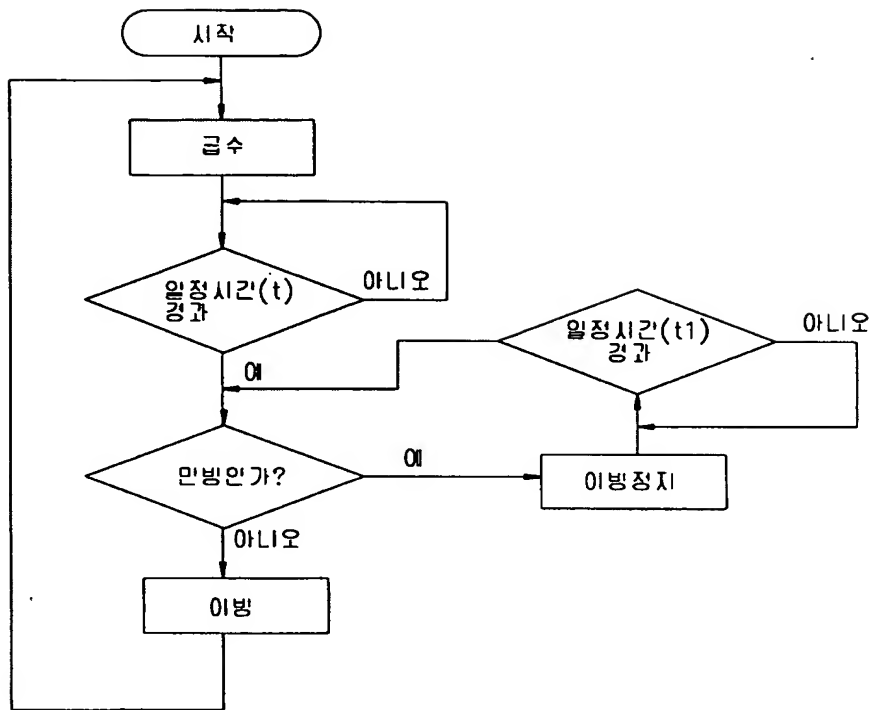 시작
급수
일정시간(t)
경과
아니오
예
일정시간(t1)
경과
아니오
만빙인가?
예
이빙정지
아니오
이빙